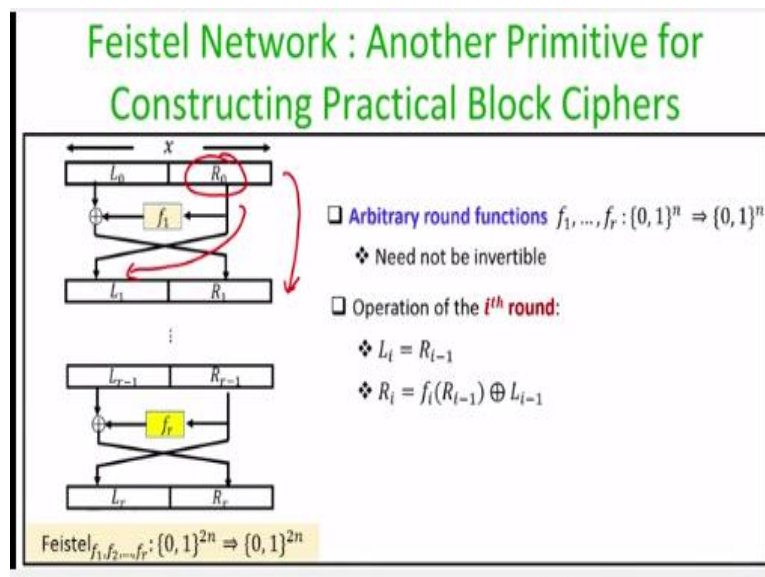 Feistel Network : Another Primitive for
Constructing Practical Block Ciphers
x
L₀ R₀
⊕ f₁
L₁ R₁
⋮
Lᵣ₋₁ Rᵣ₋₁
⊕ fᵣ
Lᵣ Rᵣ
Feistel_{f₁,f₂,…,fᵣ}: {0, 1}²ⁿ ⇒ {0, 1}²ⁿ
❑ Arbitrary round functions f₁, … , fᵣ : {0, 1}ⁿ ⇒ {0, 1}ⁿ
❖ Need not be invertible
❑ Operation of the iᵗʰ round:
❖ Lᵢ = Rᵢ₋₁
❖ Rᵢ = fᵢ(Rᵢ₋₁) ⊕ Lᵢ₋₁